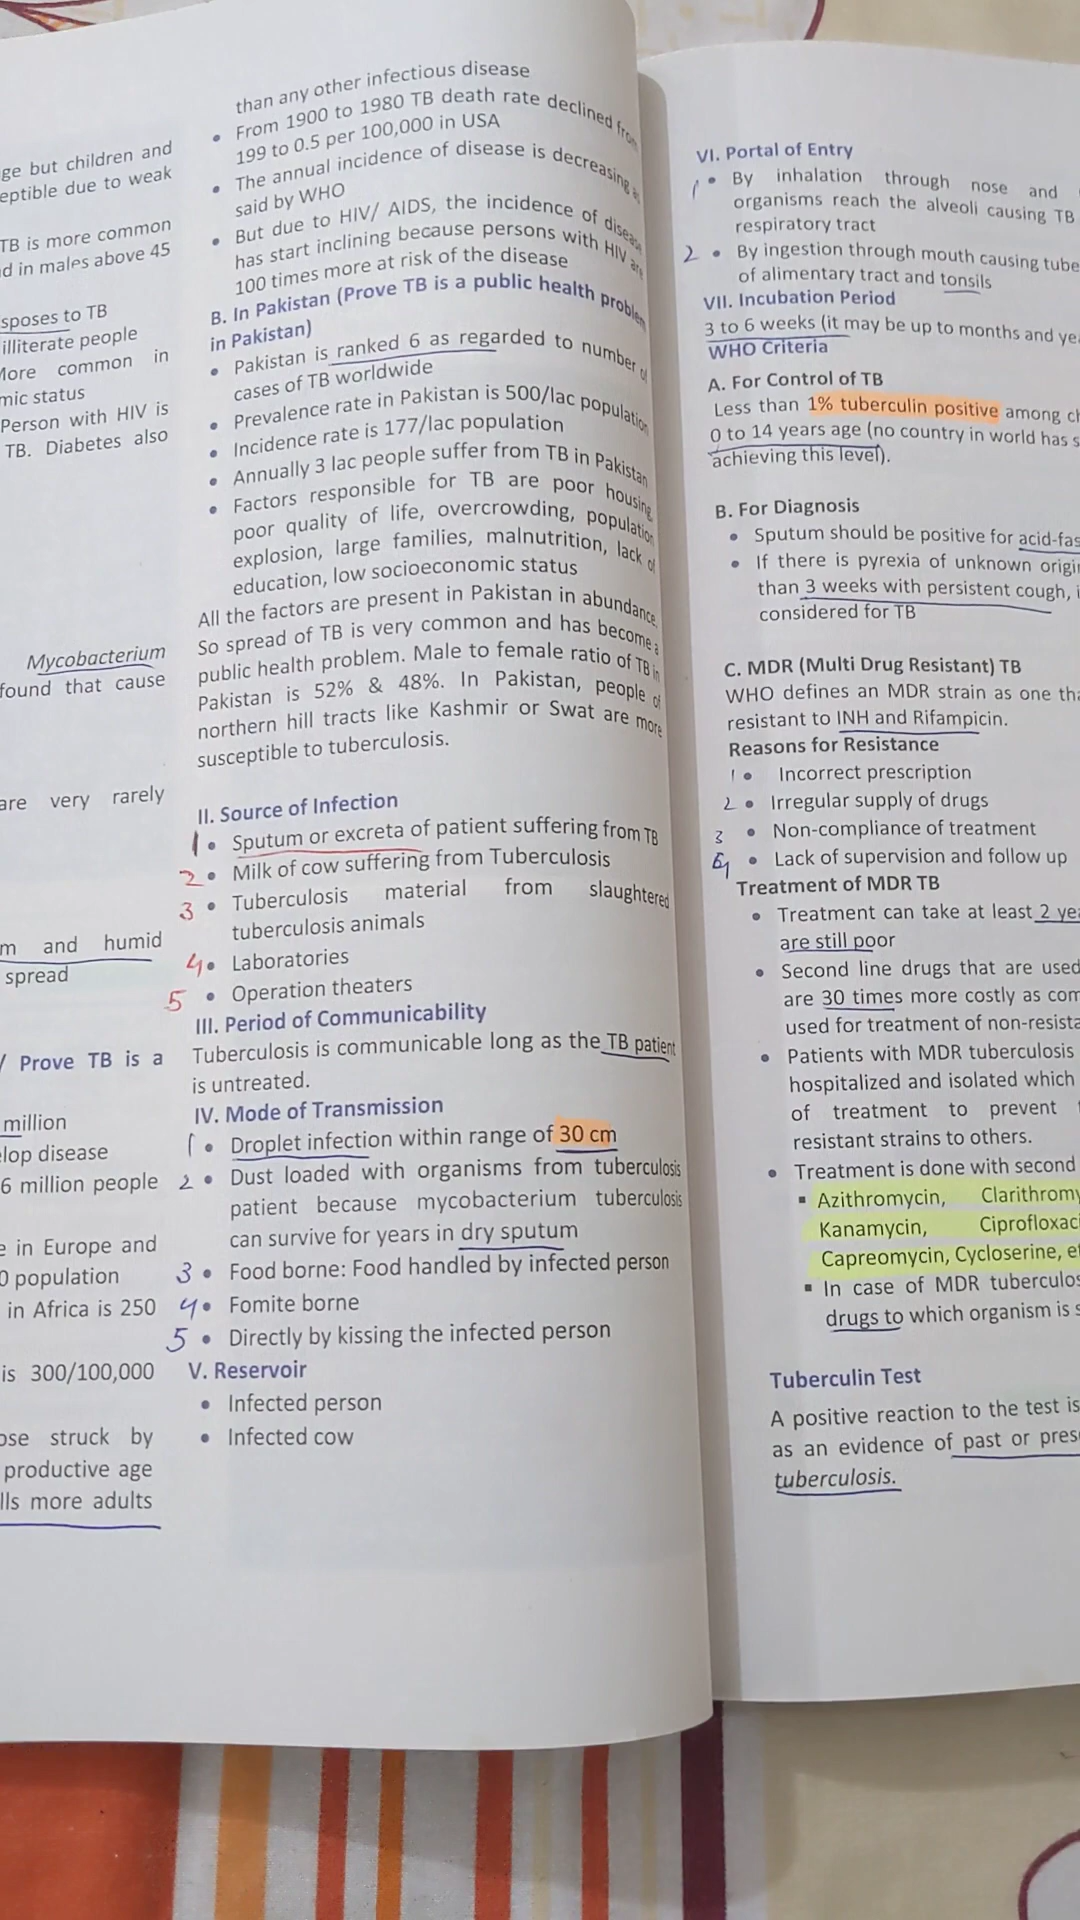 ge but children and
eptible due to weak
TB is more common
d in males above 45
sposes to TB
illiterate people
More common in
mic status
Person with HIV is
TB. Diabetes also
Mycobacterium
found that cause
are very rarely
m and humid
spread
/ Prove TB is a
million
elop disease
6 million people
e in Europe and
0 population
in Africa is 250
is 300/100,000
ose struck by
productive age
lls more adults
than any other infectious disease
• From 1900 to 1980 TB death rate declined from
199 to 0.5 per 100,000 in USA
• The annual incidence of disease is decreasing as
said by WHO
• But due to HIV/ AIDS, the incidence of disease
has start inclining because persons with HIV are
100 times more at risk of the disease
B. In Pakistan (Prove TB is a public health problem
in Pakistan)
• Pakistan is ranked 6 as regarded to number of
cases of TB worldwide
• Prevalence rate in Pakistan is 500/lac population
• Incidence rate is 177/lac population
• Annually 3 lac people suffer from TB in Pakistan
• Factors responsible for TB are poor housing,
poor quality of life, overcrowding, population
explosion, large families, malnutrition, lack of
education, low socioeconomic status
All the factors are present in Pakistan in abundance.
So spread of TB is very common and has become a
public health problem. Male to female ratio of TB in
Pakistan is 52% & 48%. In Pakistan, people of
northern hill tracts like Kashmir or Swat are more
susceptible to tuberculosis.
II. Source of Infection
1 • Sputum or excreta of patient suffering from TB
2 • Milk of cow suffering from Tuberculosis
3 • Tuberculosis material from slaughtered
tuberculosis animals
4 • Laboratories
5 • Operation theaters
III. Period of Communicability
Tuberculosis is communicable long as the TB patient
is untreated.
IV. Mode of Transmission
1 • Droplet infection within range of 30 cm
2 • Dust loaded with organisms from tuberculosis
patient because mycobacterium tuberculosis
can survive for years in dry sputum
3 • Food borne: Food handled by infected person
4 • Fomite borne
5 • Directly by kissing the infected person
V. Reservoir
• Infected person
• Infected cow
VI. Portal of Entry
1 • By inhalation through nose and
organisms reach the alveoli causing TB
respiratory tract
2 • By ingestion through mouth causing tube
of alimentary tract and tonsils
VII. Incubation Period
3 to 6 weeks (it may be up to months and ye
WHO Criteria
A. For Control of TB
Less than 1% tuberculin positive among ch
0 to 14 years age (no country in world has s
achieving this level).
B. For Diagnosis
• Sputum should be positive for acid-fas
• If there is pyrexia of unknown origi
than 3 weeks with persistent cough, i
considered for TB
C. MDR (Multi Drug Resistant) TB
WHO defines an MDR strain as one tha
resistant to INH and Rifampicin.
Reasons for Resistance
1 • Incorrect prescription
2 • Irregular supply of drugs
3 • Non-compliance of treatment
4 • Lack of supervision and follow up
Treatment of MDR TB
• Treatment can take at least 2 yea
are still poor
• Second line drugs that are used
are 30 times more costly as com
used for treatment of non-resista
• Patients with MDR tuberculosis
hospitalized and isolated which
of treatment to prevent
resistant strains to others.
• Treatment is done with second
▪ Azithromycin, Clarithromy
Kanamycin, Ciprofloxaci
Capreomycin, Cycloserine, et
▪ In case of MDR tuberculos
drugs to which organism is s
Tuberculin Test
A positive reaction to the test is
as an evidence of past or prese
tuberculosis.